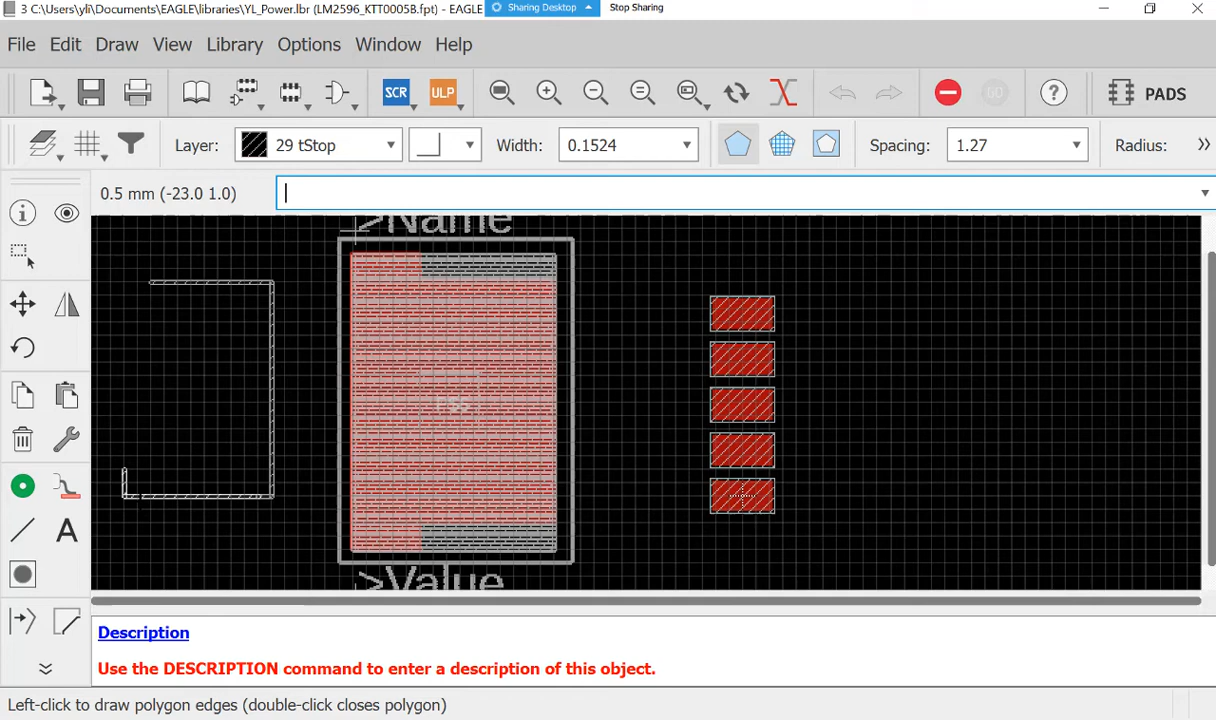 3 C:\Users\yli\Documents\EAGLE\libraries\YL_Power.lbr (LM2596_KTT0005B.fpt) - EAGLE
Sharing Desktop
Stop Sharing
File Edit Draw View Library Options Window Help
SCR
ULP
GO
PADS
Layer: 29 tStop
Width: 0.1524
Spacing: 1.27
Radius:
0.5 mm (-23.0 1.0)
>Name
>Value
Description
Use the DESCRIPTION command to enter a description of this object.
Left-click to draw polygon edges (double-click closes polygon)